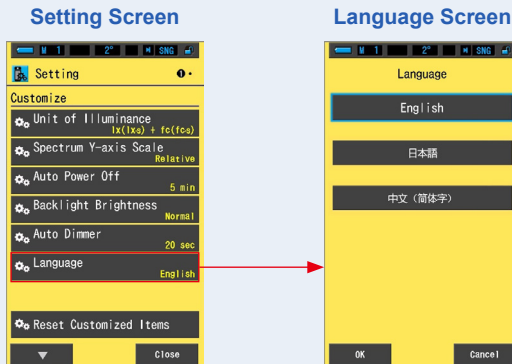 Setting Screen
M 1 2° SNG
Setting
Customize
Unit of Illuminance
lx(lxs) + fc(fcs)
Spectrum Y-axis Scale
Relative
Auto Power Off
5 min
Backlight Brightness
Normal
Auto Dimmer
20 sec
Language
English
Reset Customized Items
▼ Close
Language Screen
M 1 2° SNG
Language
English
日本語
中文（简体字）
OK Cancel